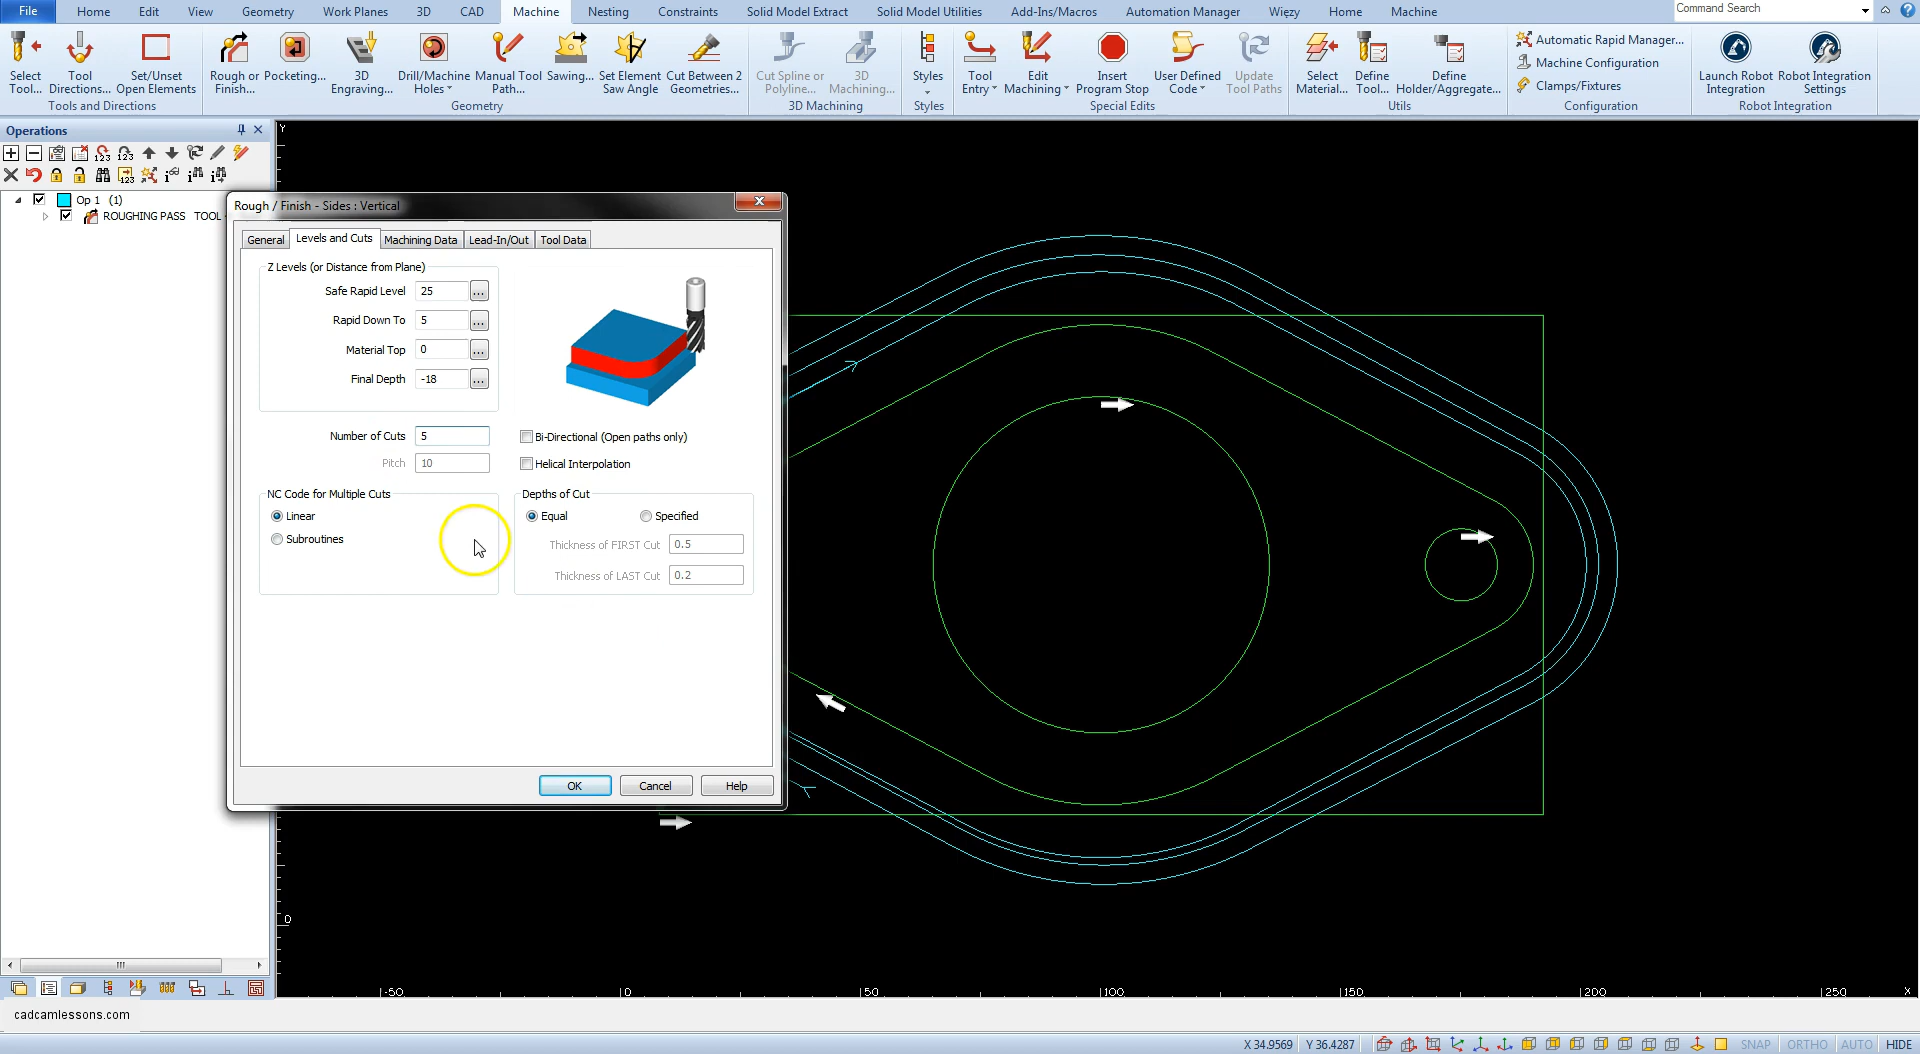 File Home Edit View Geometry Work Planes 3D CAD Machine Nesting Constraints Solid Model Extract Solid Model Utilities Add-Ins/Macros Automation Manager Więzy Home Machine Command Search
Select Tool... Tool Directions... Set/Unset Open Elements
Tools and Directions
Rough or Finish... Pocketing... 3D Engraving... Drill/Machine Holes Manual Tool Path... Sawing... Set Element Saw Angle Cut Between 2 Geometries...
Geometry
Cut Spline or Polyline... 3D Machining...
3D Machining
Styles
Styles
Tool Entry Edit Machining Insert Program Stop User Defined Code Update Tool Paths
Special Edits
Select Material... Define Tool... Define Holder/Aggregate...
Utils
Automatic Rapid Manager...
Machine Configuration
Clamps/Fixtures
Configuration
Launch Robot Integration Robot Integration Settings
Robot Integration
Operations
Op 1 (1)
ROUGHING PASS TOOL
Rough / Finish - Sides : Vertical
General Levels and Cuts Machining Data Lead-In/Out Tool Data
Z Levels (or Distance from Plane)
Safe Rapid Level 25 ...
Rapid Down To 5 ...
Material Top 0 ...
Final Depth -18 ...
Number of Cuts 5
Bi-Directional (Open paths only)
Pitch 10
Helical Interpolation
NC Code for Multiple Cuts
Linear
Subroutines
Depths of Cut
Equal Specified
Thickness of FIRST Cut 0.5
Thickness of LAST Cut 0.2
OK Cancel Help
Y
0
-50 0 50 100 150 200 250 X
cadcamlessons.com
X 34.9569 Y 36.4287 SNAP ORTHO AUTO HIDE